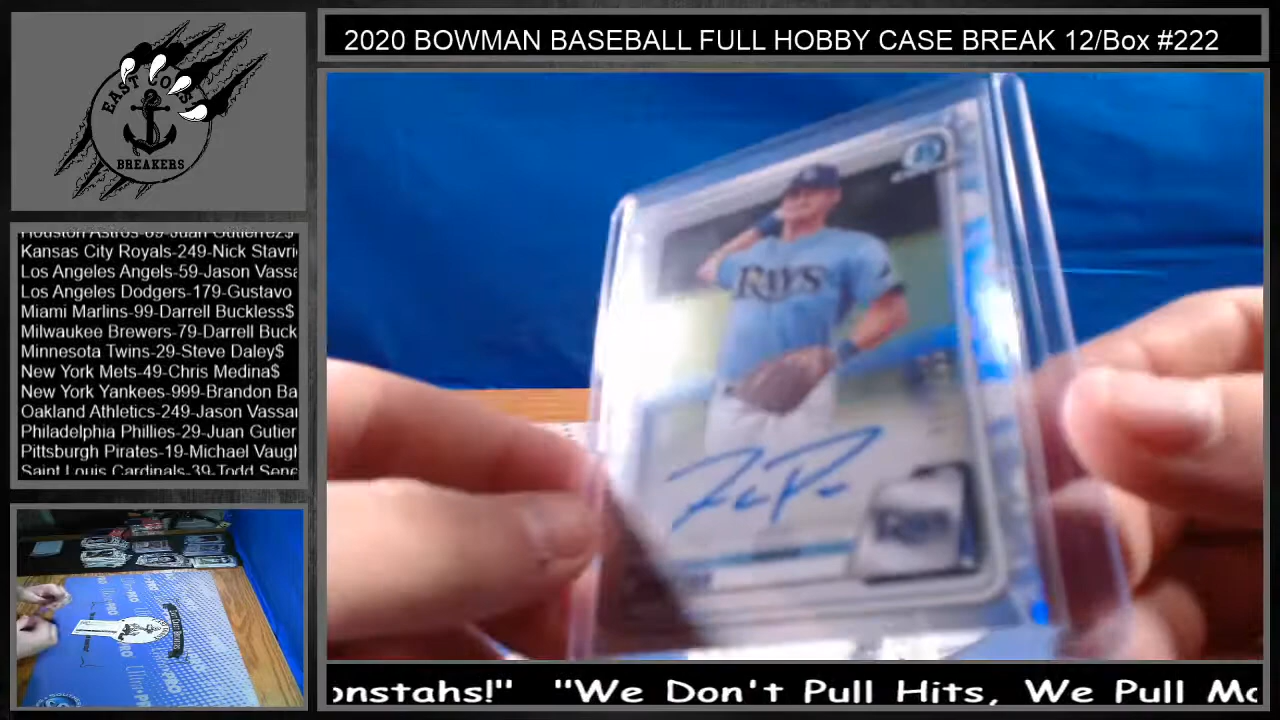 2020 BOWMAN BASEBALL FULL HOBBY CASE BREAK 12/Box #222
EAST COAST
BREAKERS
Houston Astros-89-Juan Gutierrez$
Kansas City Royals-249-Nick Stavri
Los Angeles Angels-59-Jason Vassa
Los Angeles Dodgers-179-Gustavo
Miami Marlins-99-Darrell Buckless$
Milwaukee Brewers-79-Darrell Buck
Minnesota Twins-29-Steve Daley$
New York Mets-49-Chris Medina$
New York Yankees-999-Brandon Ba
Oakland Athletics-249-Jason Vassar
Philadelphia Phillies-29-Juan Gutier
Pittsburgh Pirates-19-Michael Vaugh
Saint Louis Cardinals-39-Todd Sene
RAYS
RAYS
onstahs!" "We Don't Pull Hits, We Pull Mo